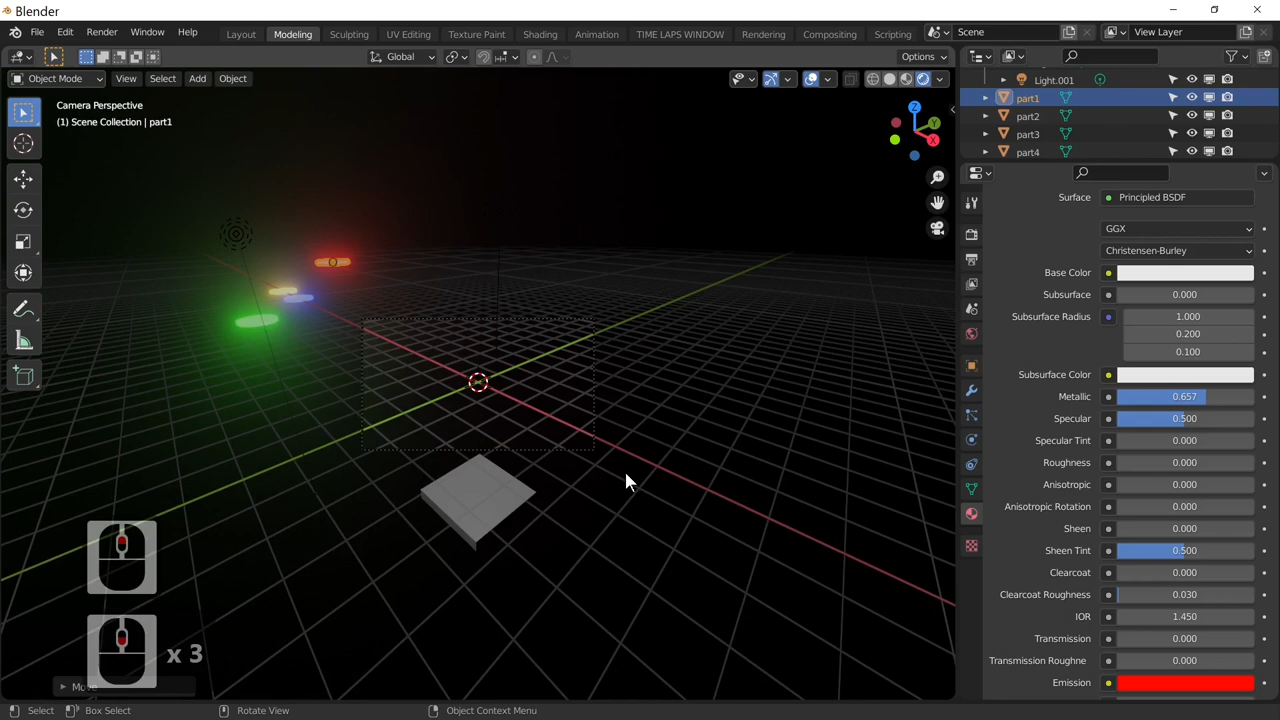 Blender
File Edit Render Window Help Layout Modeling Sculpting UV Editing Texture Paint Shading Animation TIME LAPS WINDOW Rendering Compositing Scripting Scene View Layer
Global Options
Object Mode View Select Add Object
Camera Perspective
(1) Scene Collection | part1
Z
Y
X
Light.001
part1
part2
part3
part4
Surface Principled BSDF
GGX
Christensen-Burley
Base Color
Subsurface 0.000
Subsurface Radius 1.000
0.200
0.100
Subsurface Color
Metallic 0.657
Specular 0.500
Specular Tint 0.000
Roughness 0.000
Anisotropic 0.000
Anisotropic Rotation 0.000
Sheen 0.000
Sheen Tint 0.500
Clearcoat 0.000
Clearcoat Roughness 0.030
IOR 1.450
Transmission 0.000
Transmission Roughne 0.000
Emission
x 3
Move
Select Box Select Rotate View Object Context Menu